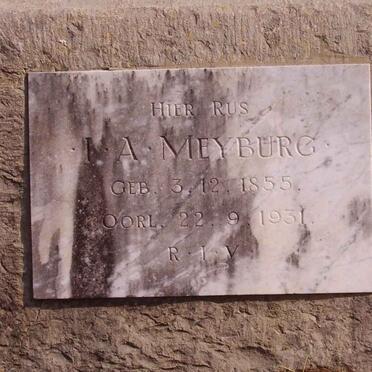 HIER RUS
· I · A · MEYBURG ·
GEB. 3. 12. 1855.
OORL. 22. 9. 1931.
R · I · V